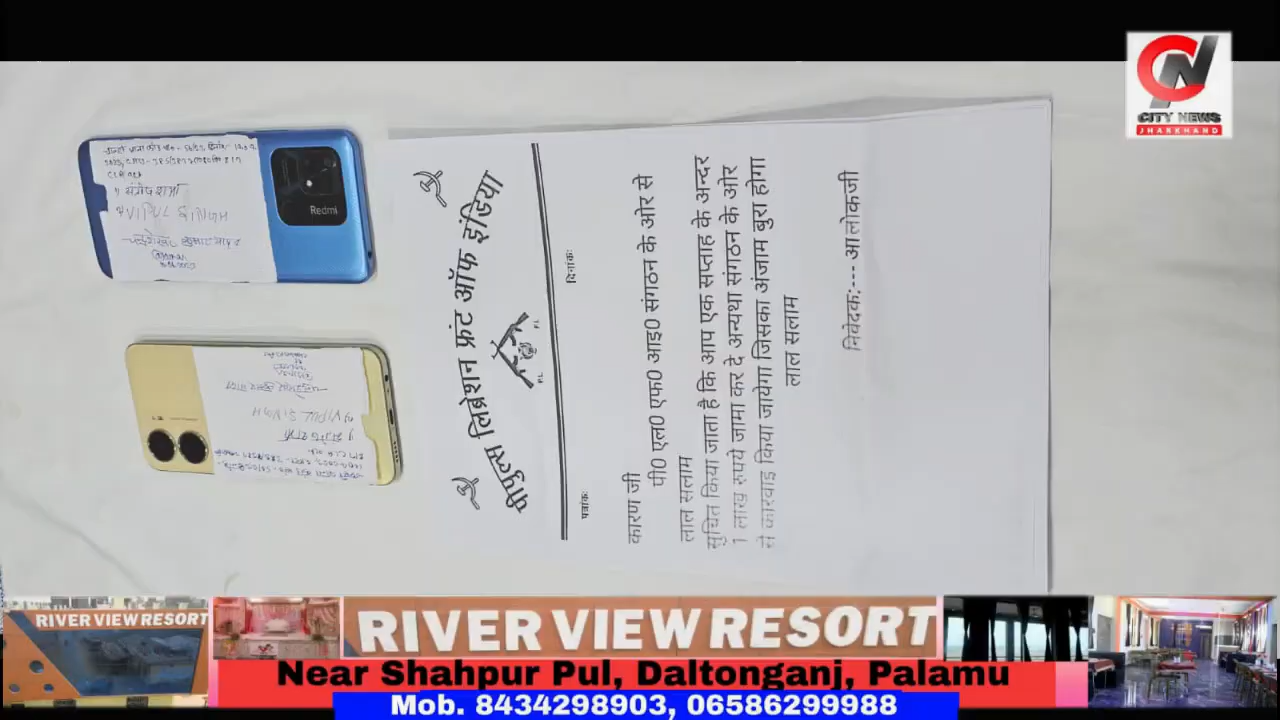 CITY NEWS
JHARKHAND
Redmi
VIPUL SINGH
VIPUL SINGH
पीपुल्स लिब्रेशन फ्रंट ऑफ इंडिया
P.L. F.I.
पत्रांकः दिनांकः
कारण जी
पी0 एल0 एफ0 आइ0 संगठन के ओर से
लाल सलाम
सुचित किया जाता है कि आप एक सप्ताह के अन्दर
1 लाख रुपये जामा कर दे अन्यथा संगठन के ओर
से कारवाइ किया जायेगा जिसका अंजाम बुरा होगा
लाल सलाम
निवेदकः--- आलोकजी
RIVER VIEW RESORT
RIVER VIEW RESORT
Near Shahpur Pul, Daltonganj, Palamu
Mob. 8434298903, 06586299988